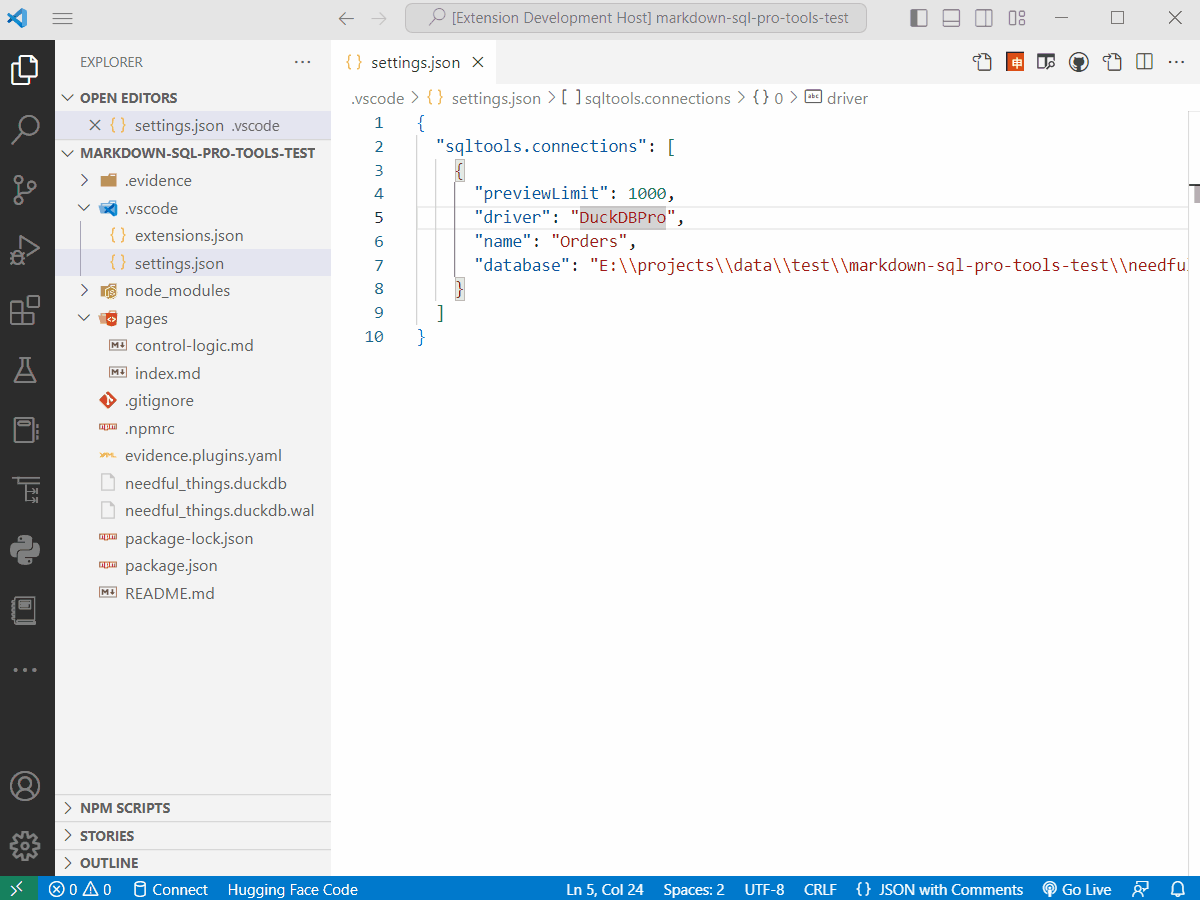 [Extension Development Host] markdown-sql-pro-tools-test
EXPLORER
OPEN EDITORS
settings.json .vscode
MARKDOWN-SQL-PRO-TOOLS-TEST
.evidence
.vscode
extensions.json
settings.json
node_modules
pages
control-logic.md
index.md
.gitignore
.npmrc
evidence.plugins.yaml
needful_things.duckdb
needful_things.duckdb.wal
package-lock.json
package.json
README.md
NPM SCRIPTS
STORIES
OUTLINE
{} settings.json
.vscode > {} settings.json > [ ] sqltools.connections > {} 0 > abc driver
1 {
2 "sqltools.connections": [
3 {
4 "previewLimit": 1000,
5 "driver": "DuckDBPro",
6 "name": "Orders",
7 "database": "E:\\projects\\data\\test\\markdown-sql-pro-tools-test\\needfu
8 }
9 ]
10 }
0 0 Connect Hugging Face Code Ln 5, Col 24 Spaces: 2 UTF-8 CRLF {} JSON with Comments Go Live